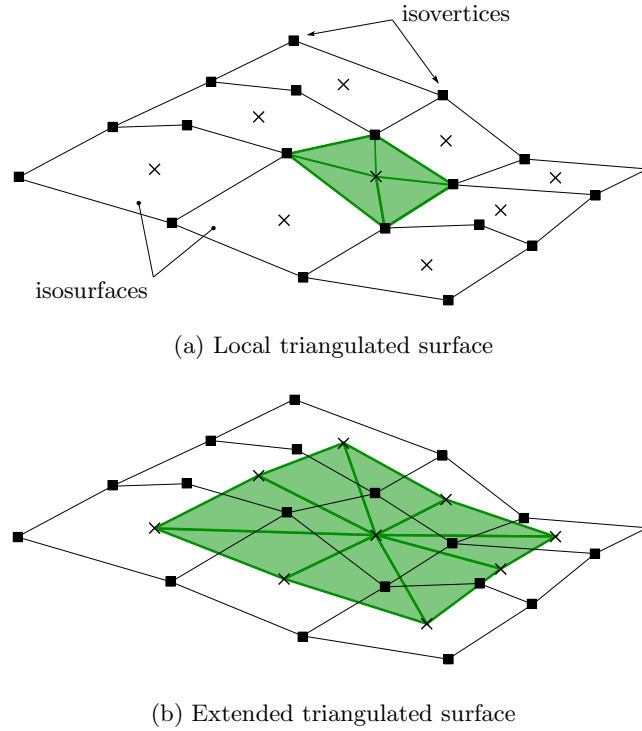 isovertices
isosurfaces
(a) Local triangulated surface
(b) Extended triangulated surface